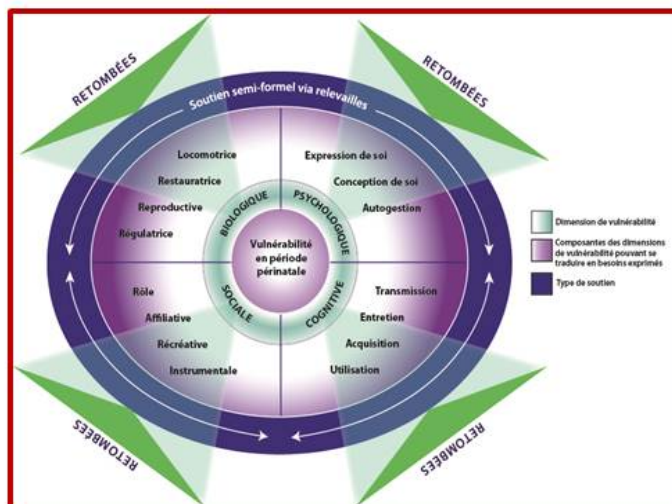 RETOMBÉES
RETOMBÉES
Soutien semi-formel via relevailles
Locomotrice
Restauratrice
Reproductive
Régulatrice
Expression de soi
Conception de soi
Autogestion
BIOLOGIQUE
PSYCHOLOGIQUE
Vulnérabilité
en période
périnatale
SOCIALE
COGNITIVE
Rôle
Affiliative
Récréative
Instrumentale
Transmission
Entretien
Acquisition
Utilisation
RETOMBÉES
RETOMBÉES
Dimension de vulnérabilité
Composantes des dimensions
de vulnérabilité pouvant se
traduire en besoins exprimés
Type de soutien